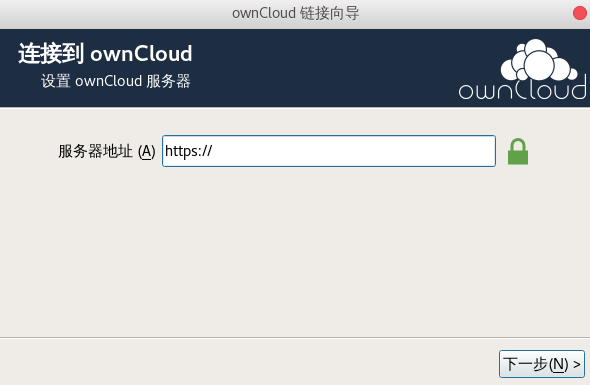 ownCloud 链接向导
连接到 ownCloud
设置 ownCloud 服务器
ownCloud
服务器地址 (A)
https://
下一步(N) >